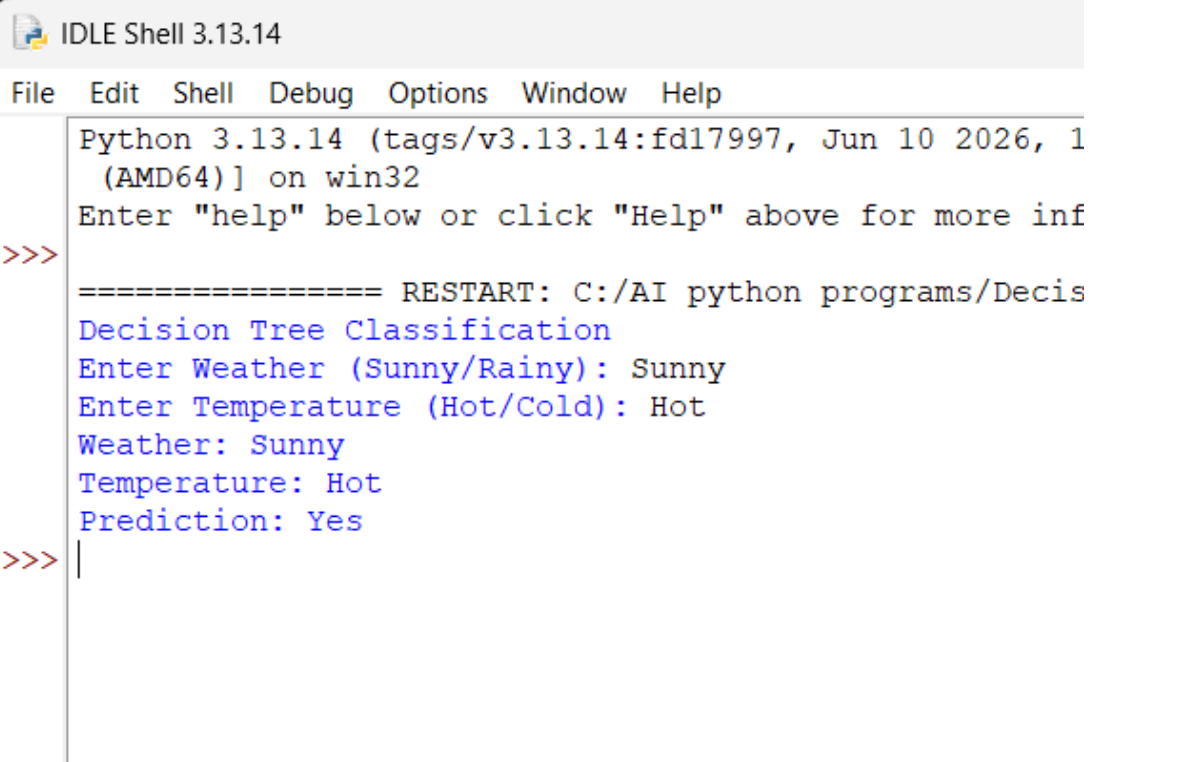 IDLE Shell 3.13.14
File Edit Shell Debug Options Window Help
Python 3.13.14 (tags/v3.13.14:fd17997, Jun 10 2026, 1
(AMD64)] on win32
Enter "help" below or click "Help" above for more inf
>>>
================ RESTART: C:/AI python programs/Decis
Decision Tree Classification
Enter Weather (Sunny/Rainy): Sunny
Enter Temperature (Hot/Cold): Hot
Weather: Sunny
Temperature: Hot
Prediction: Yes
>>>